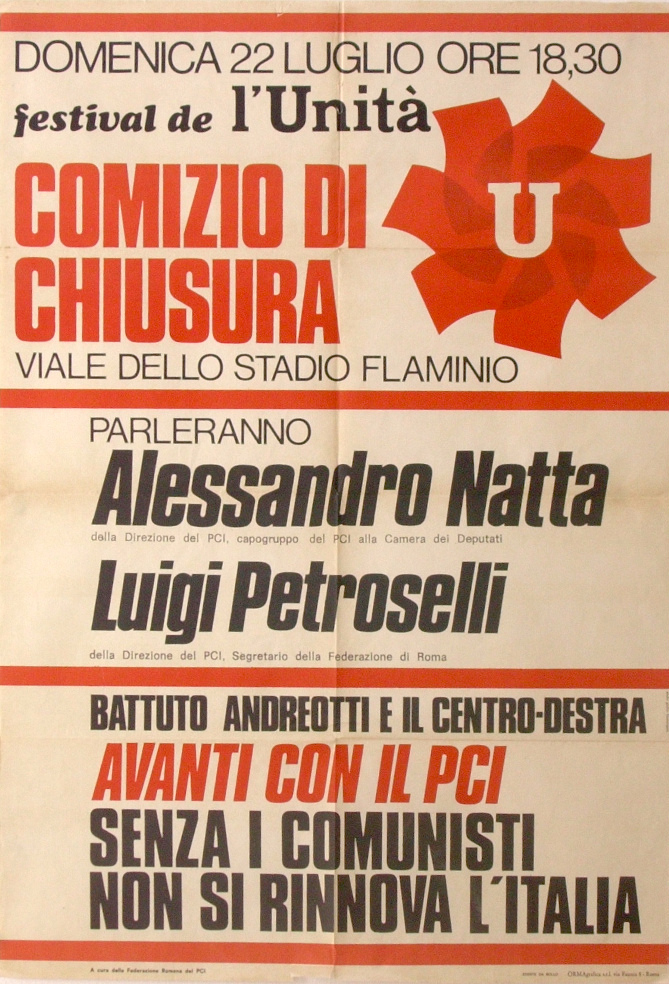 DOMENICA 22 LUGLIO ORE 18,30
festival de l'Unità
U
COMIZIO DI
CHIUSURA
VIALE DELLO STADIO FLAMINIO
PARLERANNO
Alessandro Natta
della Direzione del PCI, capogruppo del PCI alla Camera dei Deputati
Luigi Petroselli
della Direzione del PCI, Segretario della Federazione di Roma
BATTUTO ANDREOTTI E IL CENTRO-DESTRA
AVANTI CON IL PCI
SENZA I COMUNISTI
NON SI RINNOVA L'ITALIA
A cura della Federazione Romana del PCI